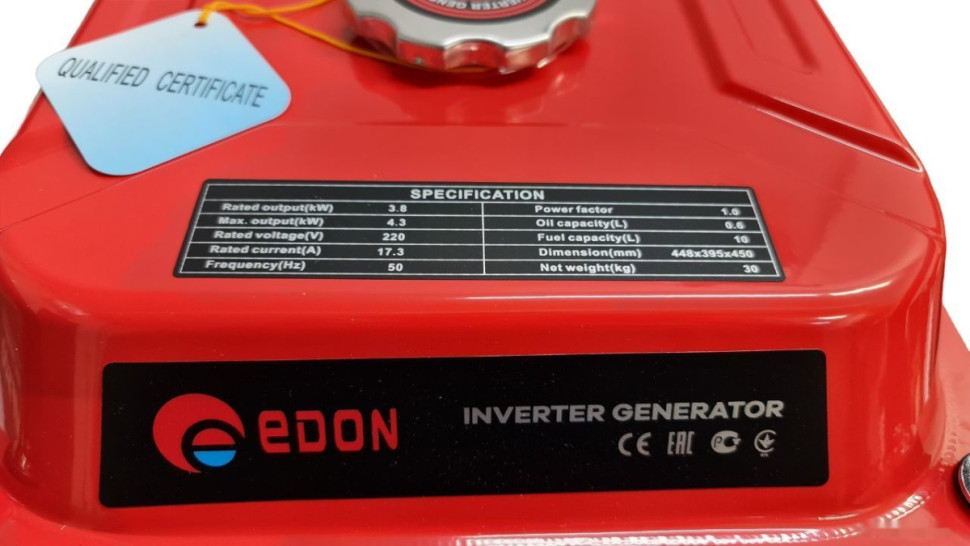 QUALIFIED CERTIFICATE
SPECIFICATION
Rated output(kW) 3.8 Power factor 1.0
Max. output(kW) 4.3 Oil capacity(L) 0.6
Rated voltage(V) 220 Fuel capacity(L) 10
Rated current(A) 17.3 Dimension(mm) 448x395x450
Frequency(Hz) 50 Net weight(kg) 30
eDON INVERTER GENERATOR
CE EAC